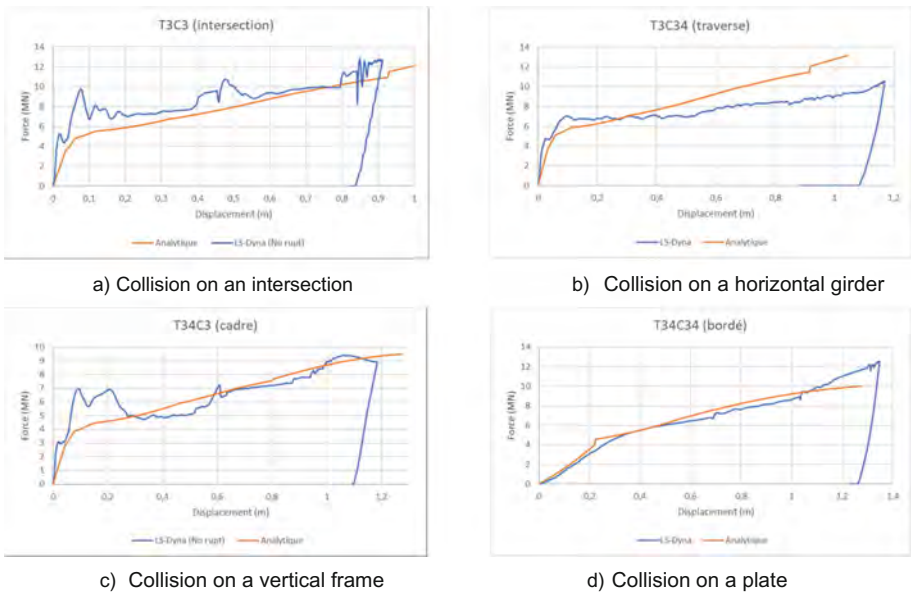 T3C3 (intersection)
Force (MN)
14
12
10
8
6
4
2
0
0 0,1 0,2 0,3 0,4 0,5 0,6 0,7 0,8 0,9 1
Displacement (m)
Analytique LS-Dyna (No rupt)
a) Collision on an intersection
T3C34 (traverse)
Force (MN)
14
12
10
8
6
4
2
0
0 0,2 0,4 0,6 0,8 1 1,2
Displacement (m)
LS-Dyna Analytique
b) Collision on a horizontal girder
T34C3 (cadre)
Force (MN)
10
9
8
7
6
5
4
3
2
1
0
0 0,2 0,4 0,6 0,8 1 1,2
Displacement (m)
LS-Dyna (No rupt) Analytique
c) Collision on a vertical frame
T34C34 (bordé)
Force (MN)
14
12
10
8
6
4
2
0
0 0,2 0,4 0,6 0,8 1 1,2 1,4
Displacement (m)
LS-Dyna Analytique
d) Collision on a plate